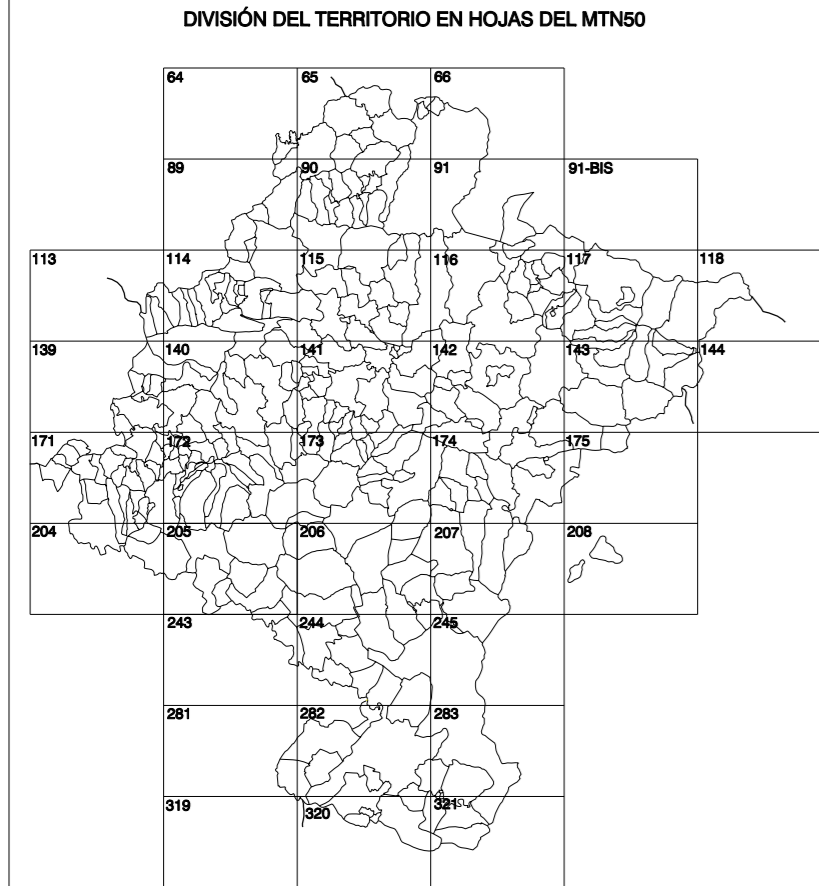 DIVISIÓN DEL TERRITORIO EN HOJAS DEL MTN50
64 65 66
89 90 91 91-BIS
113 114 115 116 117 118
139 140 141 142 143 144
171 172 173 174 175
204 205 206 207 208
243 244 245
281 282 283
319 320 321